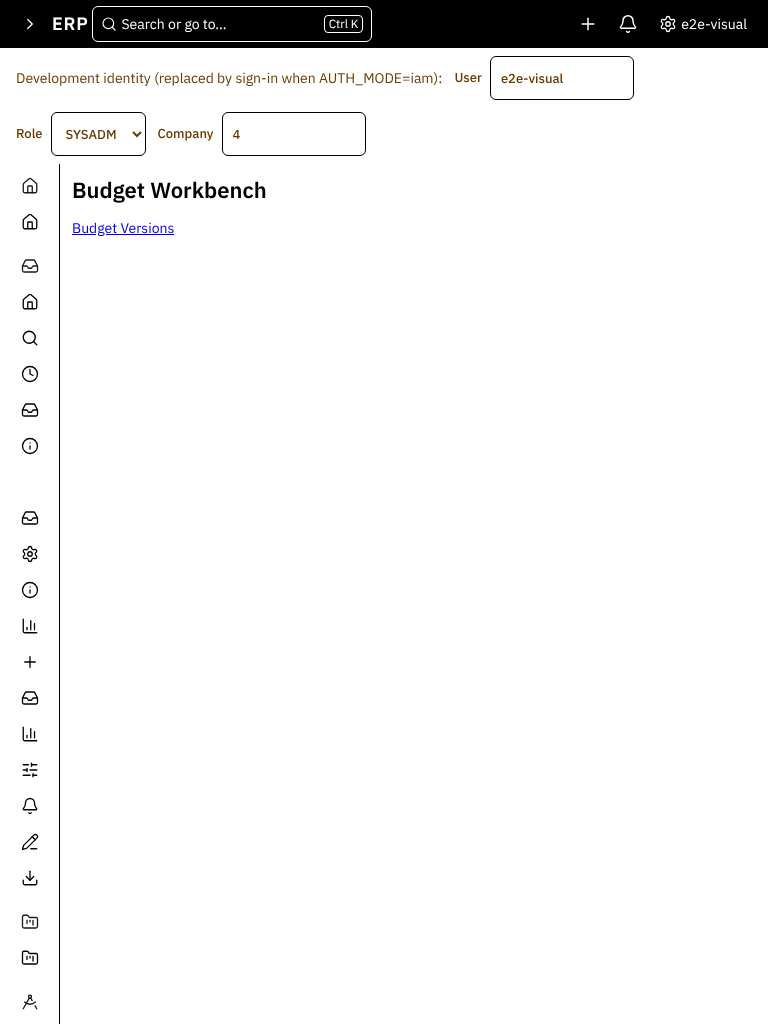 ERP Search or go to... Ctrl K e2e-visual
Development identity (replaced by sign-in when AUTH_MODE=iam): User e2e-visual
Role SYSADM Company 4
Budget Workbench
Budget Versions